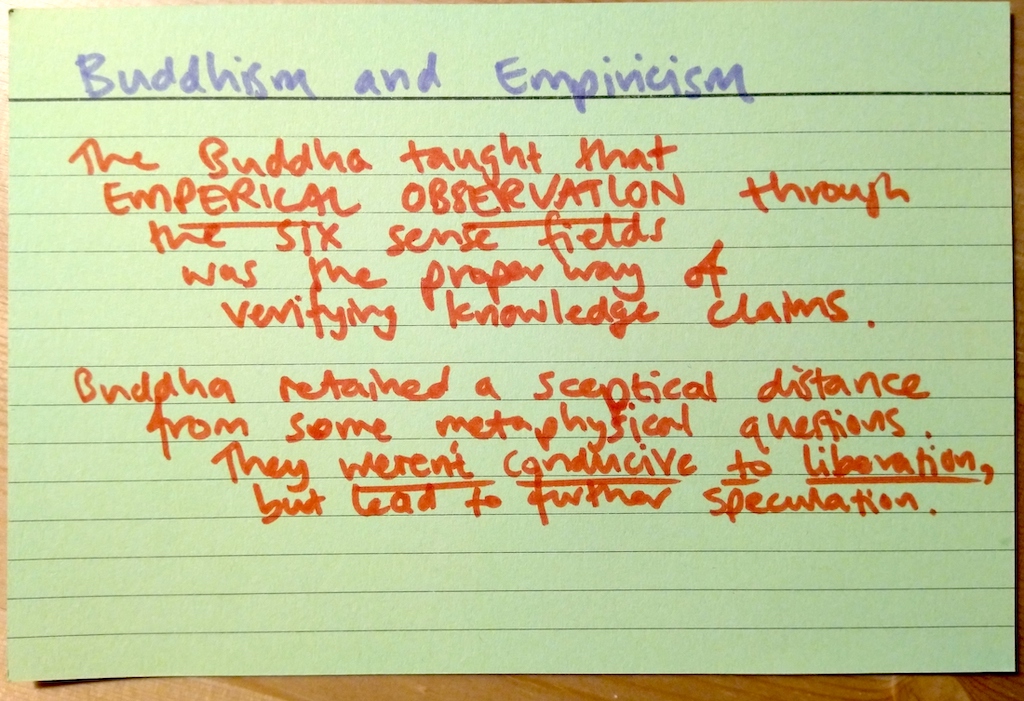 Buddhism and Empiricism
The Buddha taught that
EMPERICAL OBSERVATION through
the six sense fields
was the proper way of
verifying knowledge claims.
Buddha retained a sceptical distance
from some metaphysical questions.
They werent conducive to liberation,
but lead to further speculation.